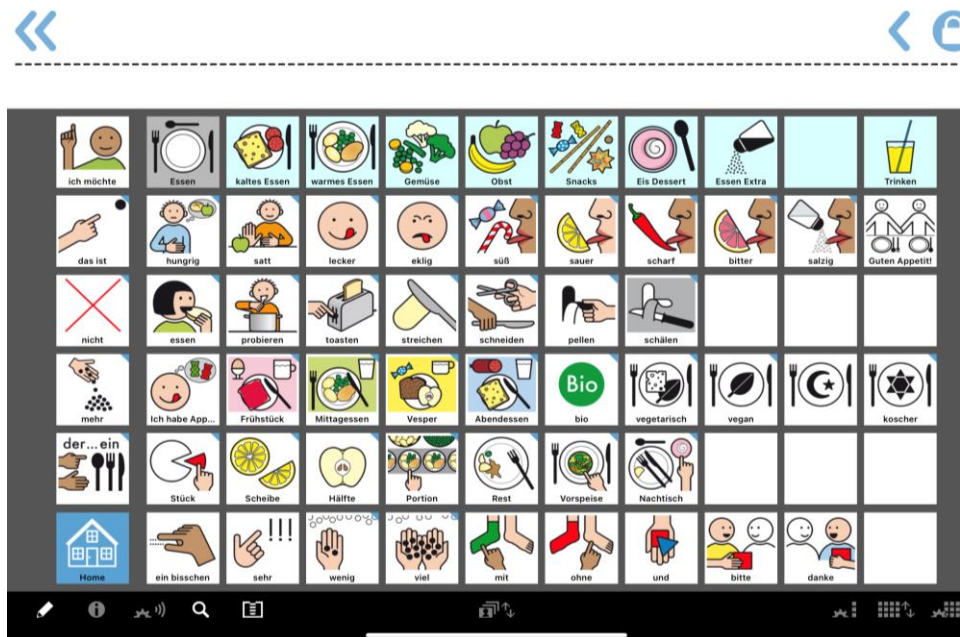 ich möchte
Essen
kaltes Essen
warmes Essen
Gemüse
Obst
Snacks
Eis Dessert
Essen Extra
Trinken
das ist
hungrig
satt
lecker
eklig
süß
sauer
scharf
bitter
salzig
Guten Appetit!
nicht
essen
probieren
toasten
streichen
schneiden
pellen
schälen
mehr
Ich habe App...
Frühstück
Mittagessen
Vesper
Abendessen
Bio
bio
vegetarisch
vegan
koscher
der...ein
Stück
Scheibe
Hälfte
Portion
Rest
Vorspeise
Nachtisch
Home
ein bisschen
!!!
sehr
wenig
viel
mit
ohne
und
bitte
danke